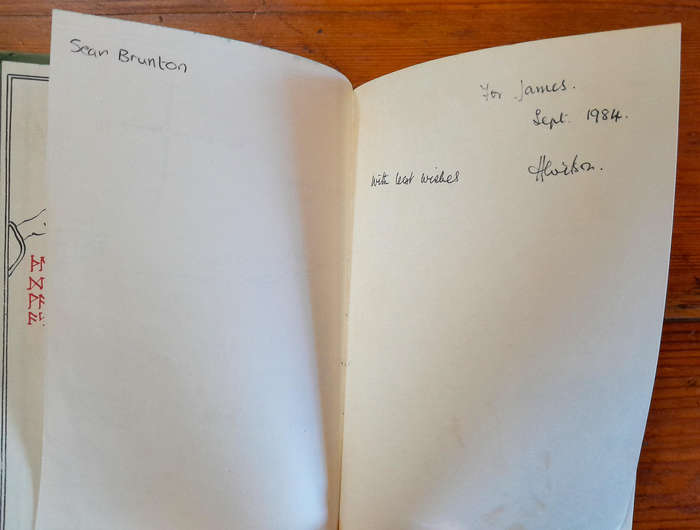 Sean Brunton
For James.
Sept. 1984.
With best wishes